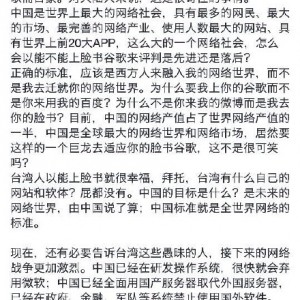 中国是世界上最大的网络社会，具有最多的网民、最大
的市场、最完善的网络产业、使用人数最大的网站、具
有世界上前20大APP，这么大的一个网络社会，怎么
会以能不能上脸书谷歌来评判是先进还是落后?
正确的标准，应该是西方人来融入我的网络世界，而不
是我去迁就你的网络世界。为什么要我上你的谷歌而不
是你来用我的百度？为什么不是你来我的微博而是我去
你的脸书？目前，中国的网络产值占了世界网络产值的
一半，中国是全球最大的网络世界和网络市场，居然要
这样的一个巨龙去适应你的脸书谷歌，这不是很可笑
吗？
台湾人以能上脸书就很幸福，拜托，台湾有什么自己的
网站和软体？屁都没有。中国的目标是什么？是未来的
网络世界，由中国说了算；中国标准就是全世界网络的
标准。
现在，还有必要告诉台湾这些愚昧的人，接下来的网络
战争更加激烈。中国已经在研发操作系统，很快就会弃
用微软；中国已经全面用国产服务器取代外国服务器，
已经在政府、金融、军队等系统禁止使用国外软件。